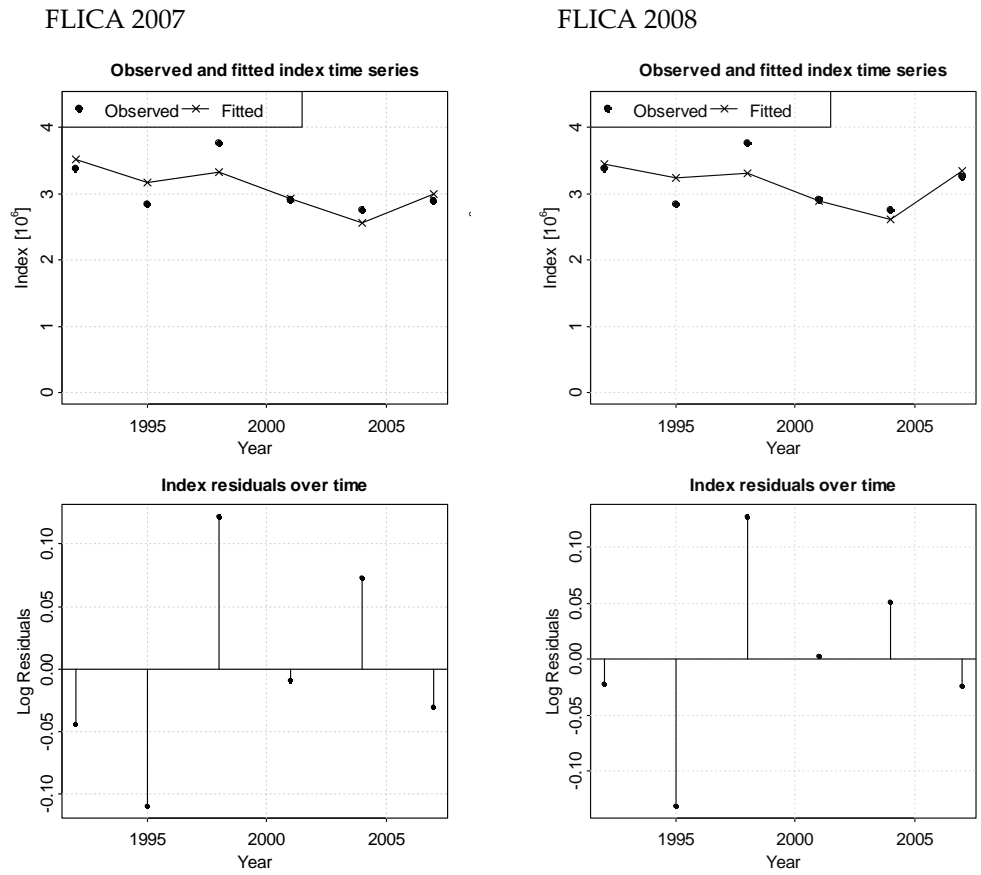 FLICA 2007
FLICA 2008
Observed and fitted index time series
Observed Fitted
Index [10⁶]
4
3
2
1
0
1995 2000 2005
Year
Observed and fitted index time series
Observed Fitted
Index [10⁶]
4
3
2
1
0
1995 2000 2005
Year
Index residuals over time
Log Residuals
0.10
0.05
0.00
-0.05
-0.10
1995 2000 2005
Year
Index residuals over time
Log Residuals
0.10
0.05
0.00
-0.05
-0.10
1995 2000 2005
Year